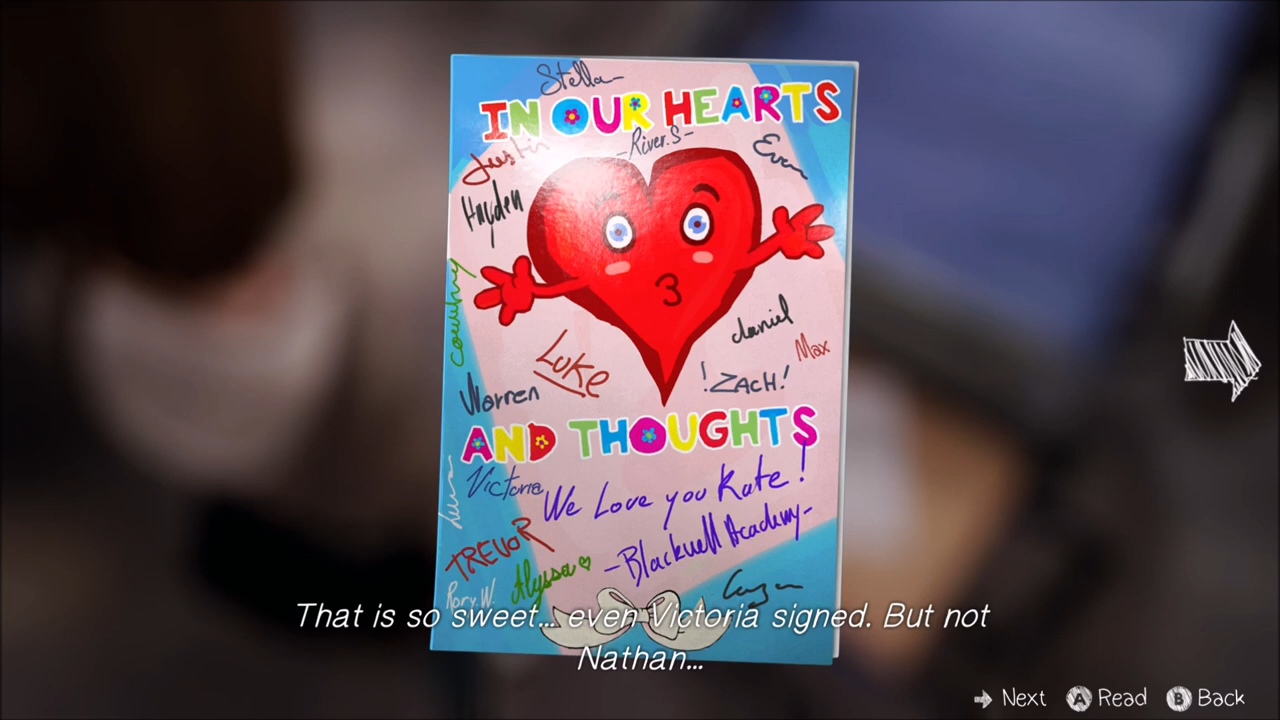 Stella
IN OUR HEARTS
-River.S-
Justin
Evan
Hayden
Courtney
daniel
Max
Luke
!ZACH!
Warren
AND THOUGHTS
Victoria
We Love you Kate!
-Blackwell Academy-
TREVOR
Alyssa
Rory.W.
That is so sweet... even Victoria signed. But not
Nathan...
Next
A Read
B Back